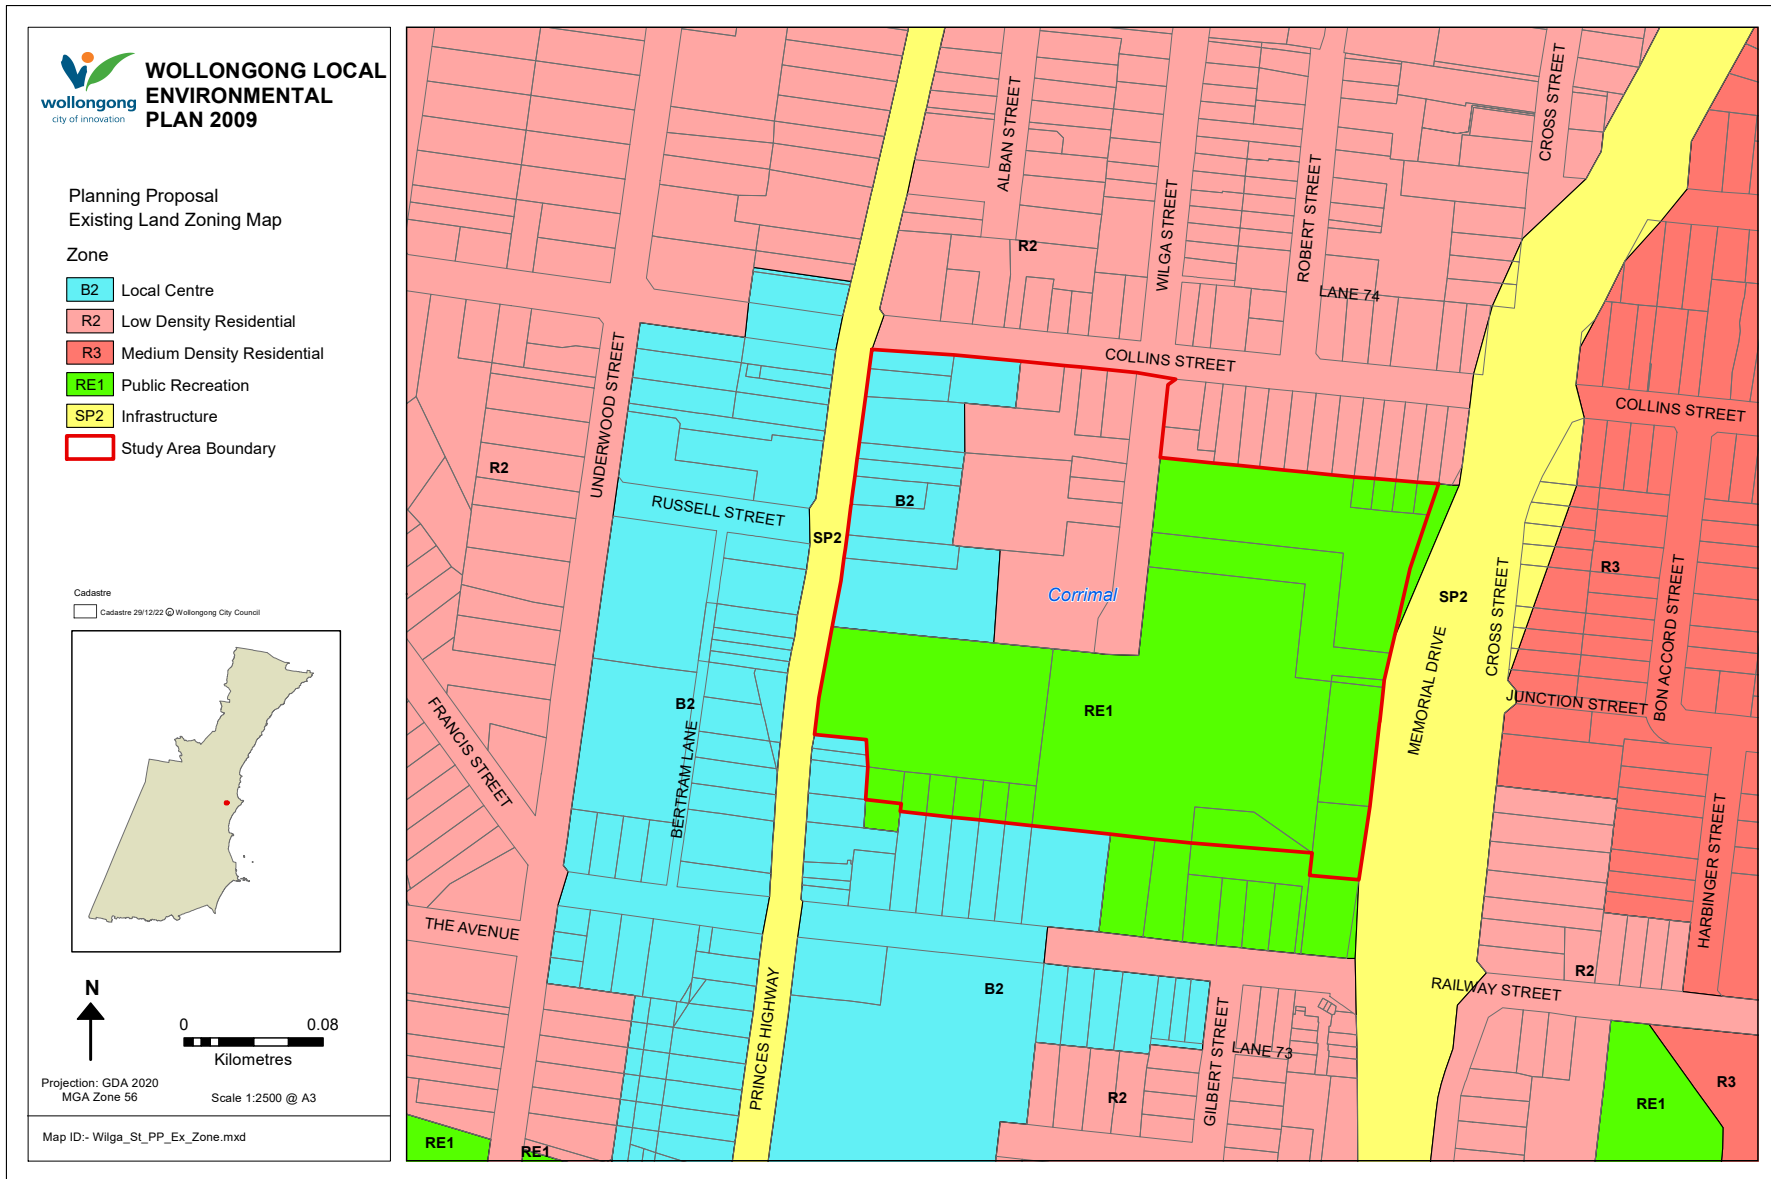 wollongong
city of innovation
WOLLONGONG LOCAL
ENVIRONMENTAL
PLAN 2009
Planning Proposal
Existing Land Zoning Map
Zone
B2 Local Centre
R2 Low Density Residential
R3 Medium Density Residential
RE1 Public Recreation
SP2 Infrastructure
Study Area Boundary
Cadastre
Cadastre 29/12/22 © Wollongong City Council
N
0 0.08
Kilometres
Projection: GDA 2020
MGA Zone 56
Scale 1:2500 @ A3
Map ID:- Wilga_St_PP_Ex_Zone.mxd
ALBAN STREET
CROSS STREET
WILGA STREET
ROBERT STREET
R2
LANE 74
COLLINS STREET
COLLINS STREET
UNDERWOOD STREET
R2
RUSSELL STREET
B2
SP2
Corrimal
SP2
R3
CROSS STREET
BON ACCORD STREET
MEMORIAL DRIVE
JUNCTION STREET
B2
RE1
FRANCIS STREET
BERTRAM LANE
HARBINGER STREET
THE AVENUE
R2
RAILWAY STREET
B2
PRINCES HIGHWAY
GILBERT STREET
LANE 73
R2
R3
RE1
RE1
RE1